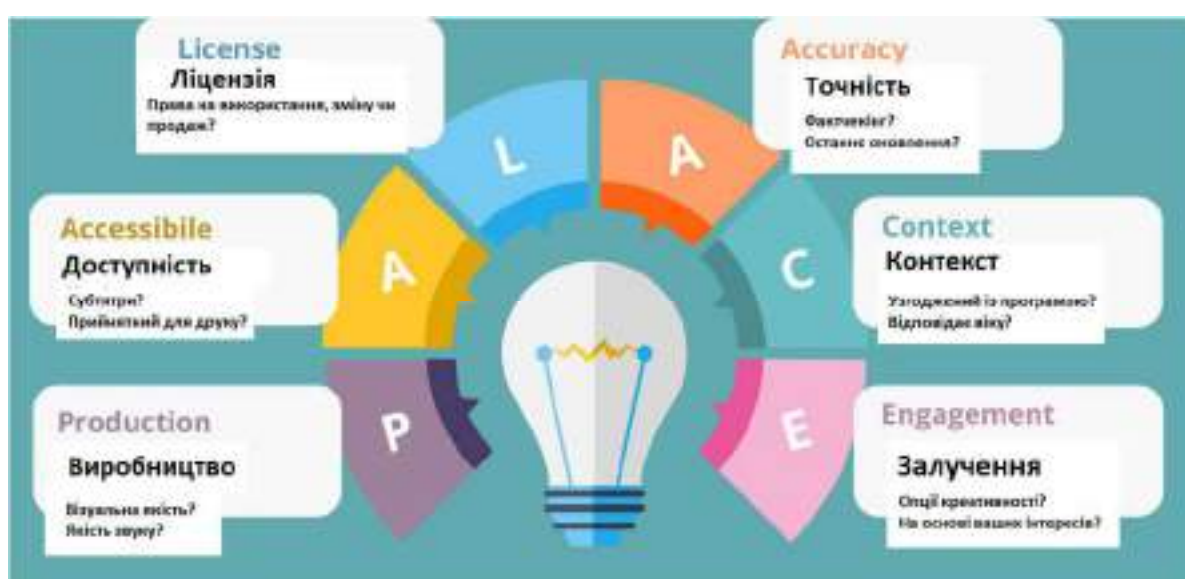 License
Ліцензія
Права на використання, зміну чи
продаж?
Accuracy
Точність
Фактчекінг?
Останнє оновлення?
L
A
Accessibile
Доступність
Субтитри?
Прийнятний для друку?
A
C
Context
Контекст
Узгоджений із програмою?
Відповідає віку?
Production
Виробництво
Візуальна якість?
Якість звуку?
P
E
Engagement
Залучення
Опції креативності?
На основі ваших інтересів?